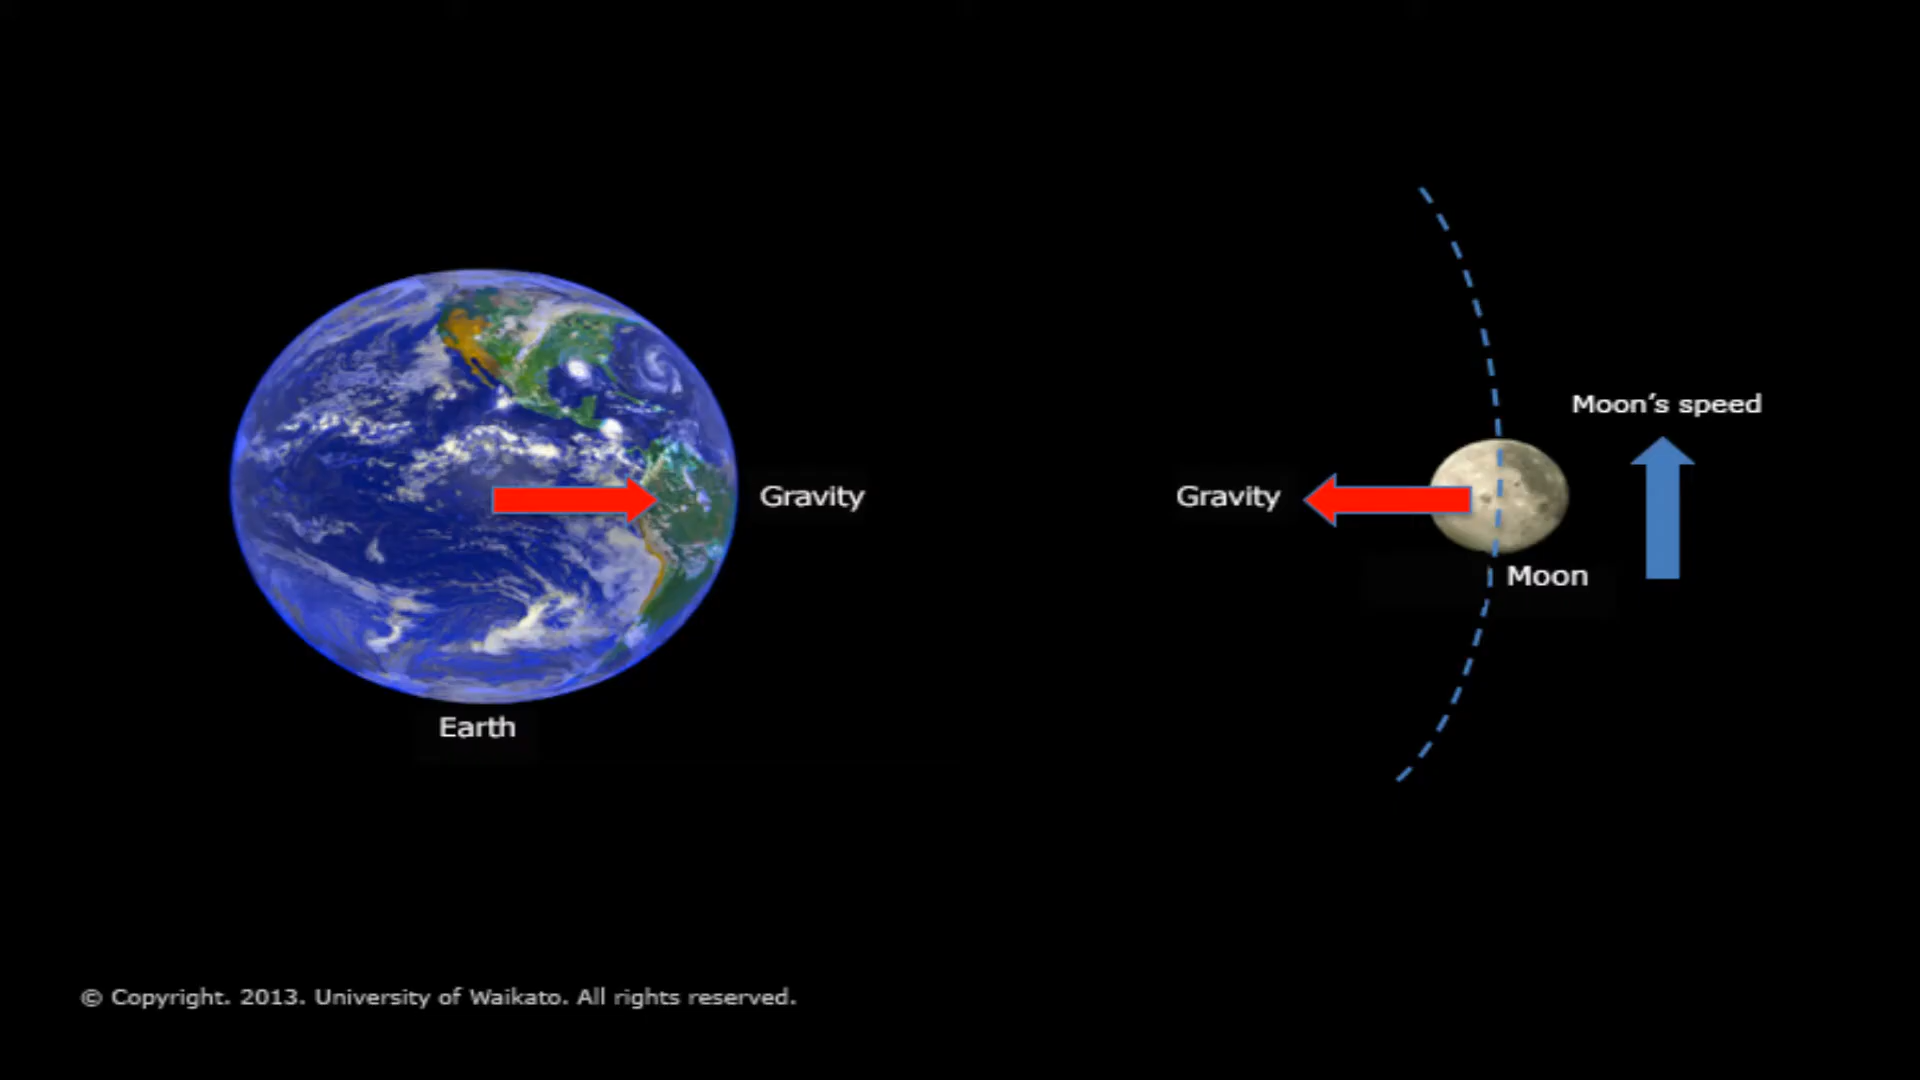 Moon’s speed
Gravity
Gravity
Moon
Earth
© Copyright. 2013. University of Waikato. All rights reserved.